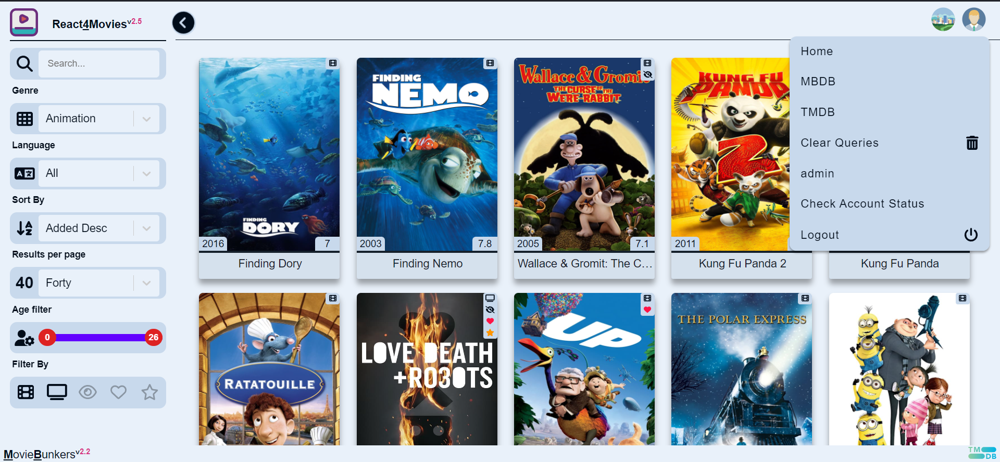 React4Movies v2.5
Search...
Genre
Animation
Language
All
Sort By
Added Desc
Results per page
40 Forty
Age filter
0 26
Filter By
MovieBunkers v2.2
Home
MBDB
TMDB
Clear Queries
admin
Check Account Status
Logout
FINDING
DORY
2016 7
Finding Dory
FINDING
NEMO
2003 7.8
Finding Nemo
Wallace & Gromit
THE CURSE OF THE
WERE-RABBIT
2005 7.1
Wallace & Gromit: The C...
KUNG FU
PANDA
2
2011
Kung Fu Panda 2
Kung Fu Panda
RATATOUILLE
LOVE DEATH
+RO3OTS
UP
THE POLAR EXPRESS
TM
DB